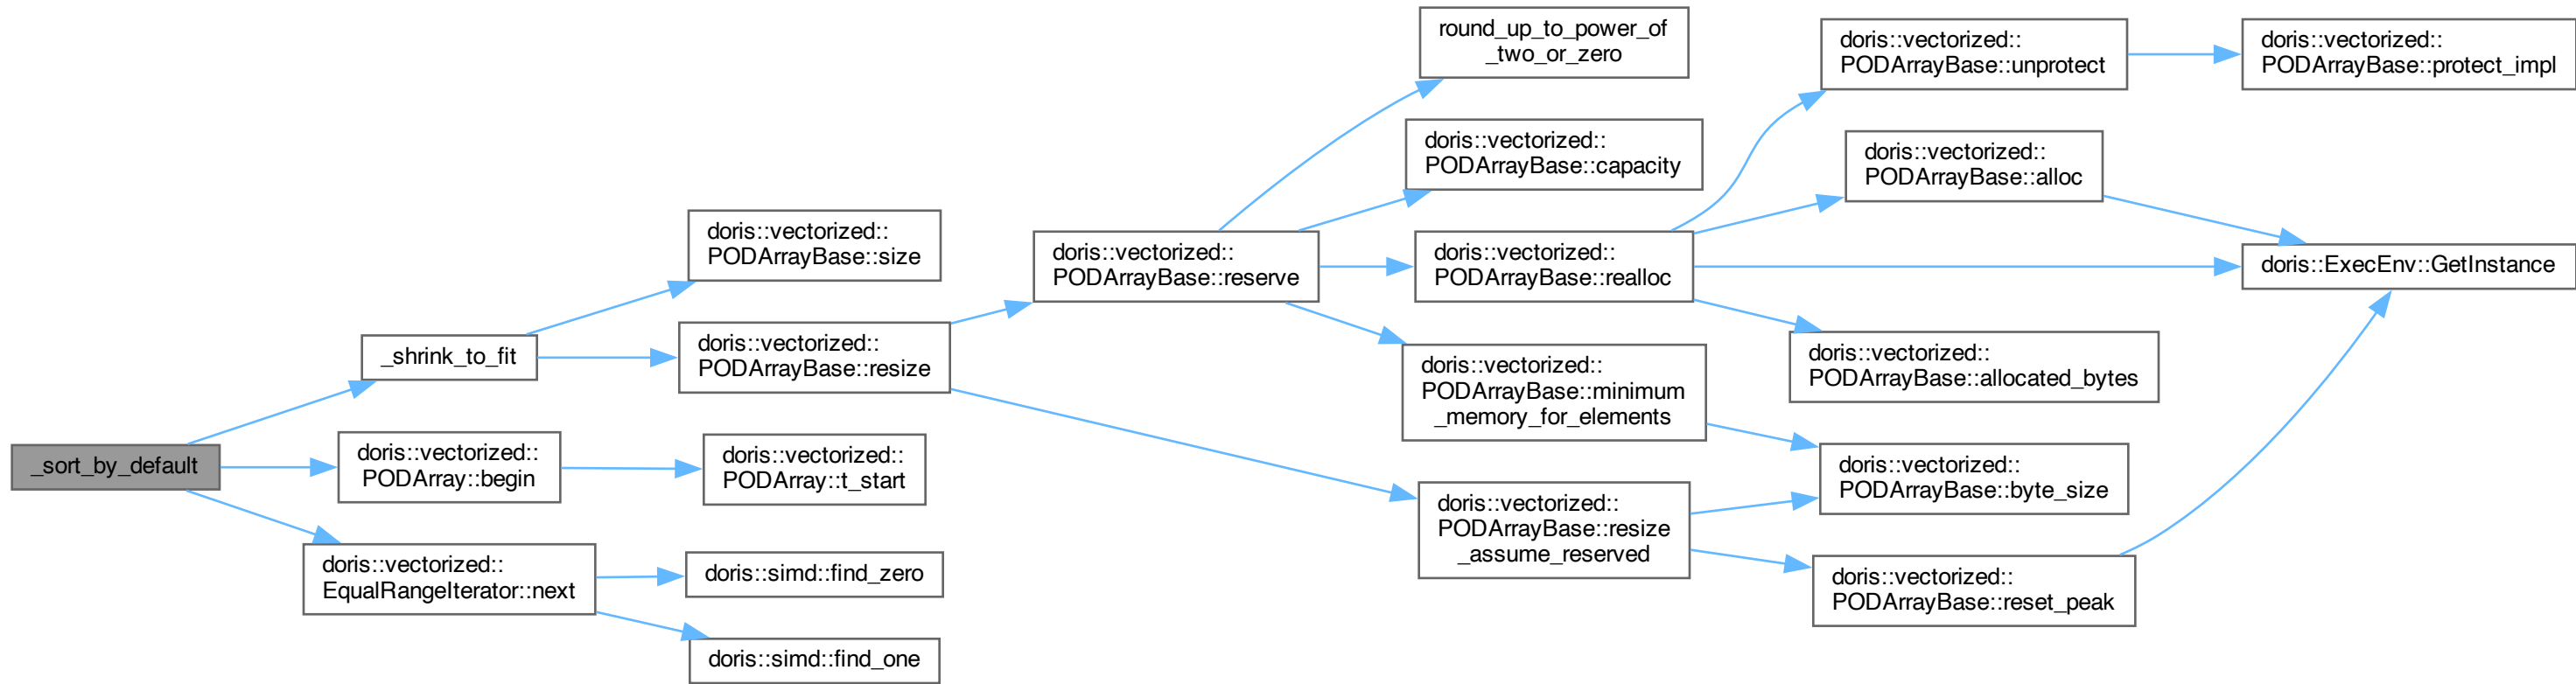 _sort_by_default
_shrink_to_fit
doris::vectorized::
PODArrayBase::size
doris::vectorized::
PODArrayBase::resize
doris::vectorized::
PODArrayBase::reserve
round_up_to_power_of
_two_or_zero
doris::vectorized::
PODArrayBase::capacity
doris::vectorized::
PODArrayBase::realloc
doris::vectorized::
PODArrayBase::unprotect
doris::vectorized::
PODArrayBase::protect_impl
doris::vectorized::
PODArrayBase::alloc
doris::ExecEnv::GetInstance
doris::vectorized::
PODArrayBase::allocated_bytes
doris::vectorized::
PODArrayBase::minimum
_memory_for_elements
doris::vectorized::
PODArrayBase::byte_size
doris::vectorized::
PODArrayBase::resize
_assume_reserved
doris::vectorized::
PODArrayBase::reset_peak
doris::vectorized::
PODArray::begin
doris::vectorized::
PODArray::t_start
doris::vectorized::
EqualRangeIterator::next
doris::simd::find_zero
doris::simd::find_one